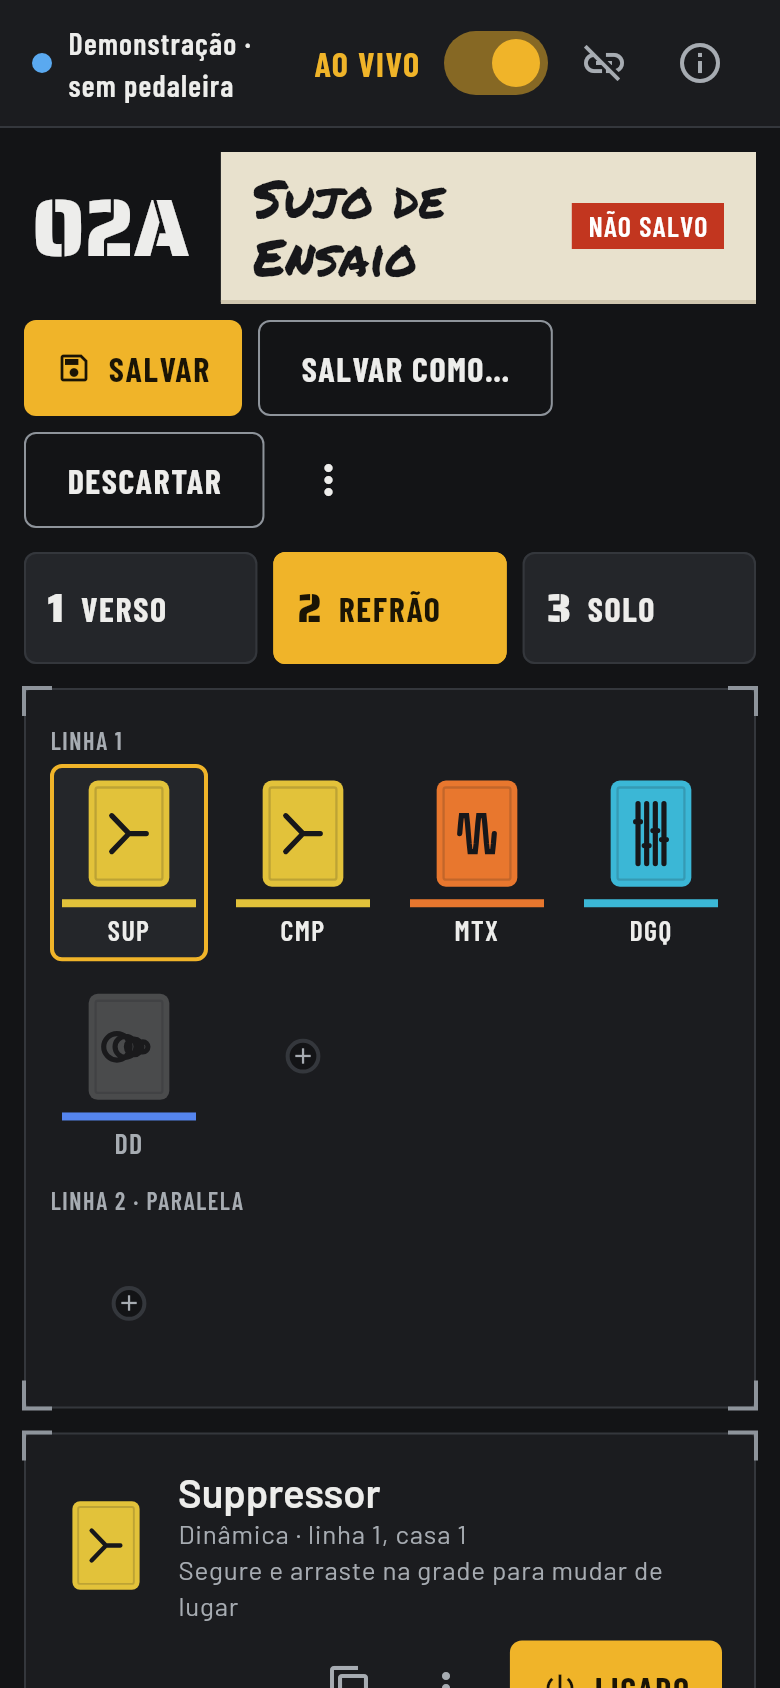 Demonstração ·
sem pedaleira
AO VIVO
02A
Sujo de
Ensaio
NÃO SALVO
SALVAR
SALVAR COMO...
DESCARTAR
1 VERSO
2 REFRÃO
3 SOLO
LINHA 1
SUP
CMP
MTX
DGQ
DD
LINHA 2 · PARALELA
Suppressor
Dinâmica · linha 1, casa 1
Segure e arraste na grade para mudar de
lugar
LIGADO